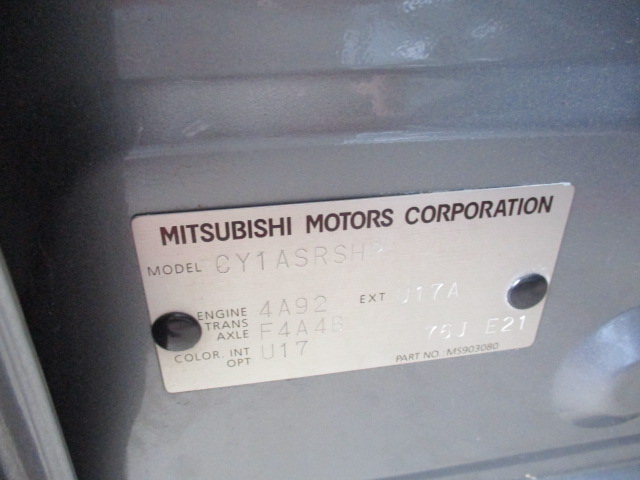 MITSUBISHI MOTORS CORPORATION
MODEL CY1ASRSH
ENGINE 4A92 EXT U17A
TRANS AXLE F4A4B 76J E21
COLOR. INT OPT U17
PART NO. MS903080